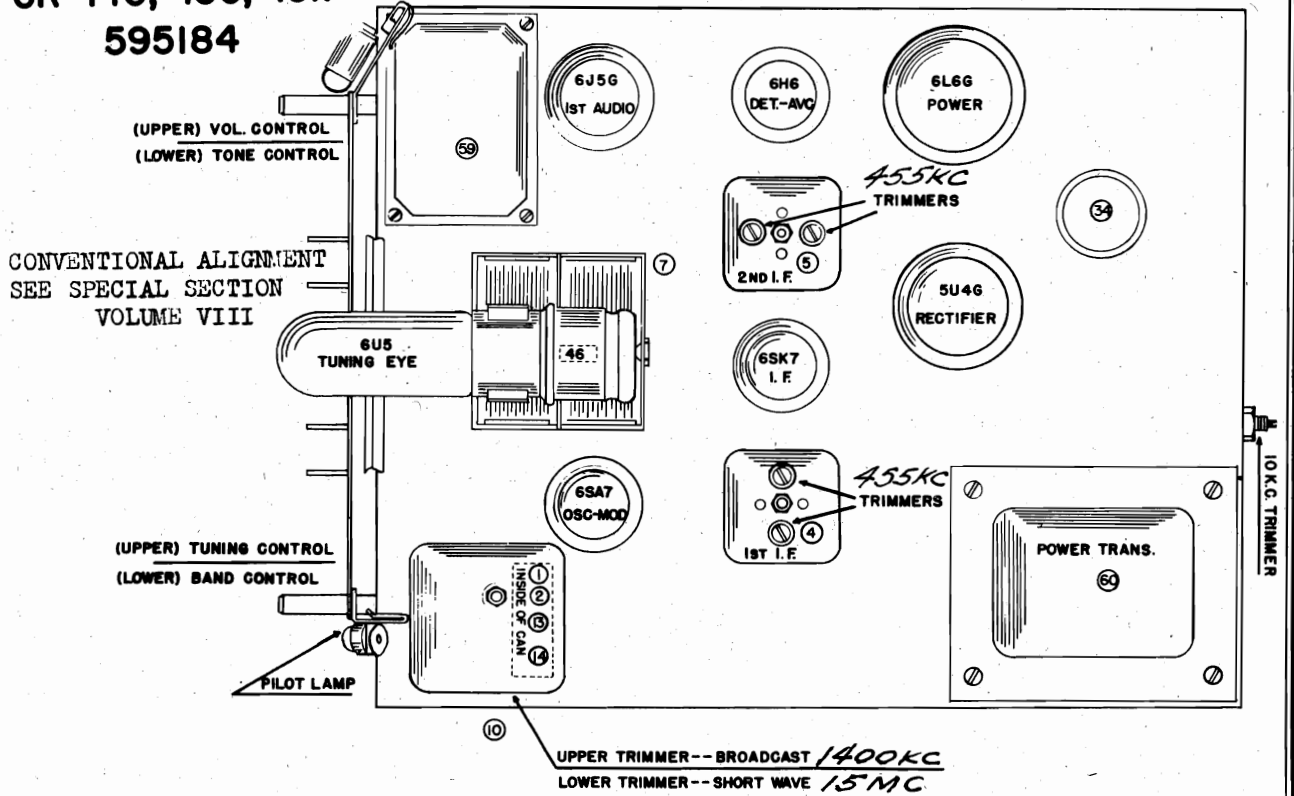 595184
(UPPER) VOL. CONTROL
(LOWER) TONE CONTROL
CONVENTIONAL ALIGNMENT
SEE SPECIAL SECTION
VOLUME VIII
59
6J5G
1ST AUDIO
6H6
DET.-AVC
6L6G
POWER
455KC
TRIMMERS
34
5
2ND I.F.
7
6U5
TUNING EYE
46
6SK7
I.F.
5U4G
RECTIFIER
10 K.C. TRIMMER
6SA7
OSC-MOD
455KC
TRIMMERS
4
1ST I.F.
POWER TRANS.
60
(UPPER) TUNING CONTROL
(LOWER) BAND CONTROL
INSIDE OF CAN
1
2
13
14
PILOT LAMP
10
UPPER TRIMMER--BROADCAST 1400KC
LOWER TRIMMER--SHORT WAVE 15MC